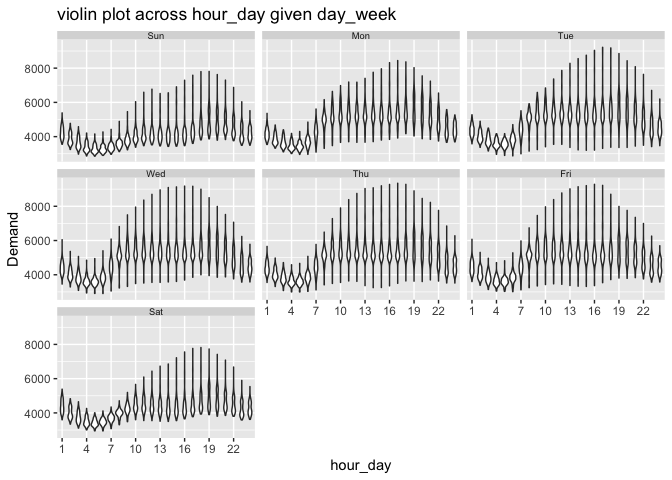 violin plot across hour_day given day_week
Sun Mon Tue
8000
6000
4000
Wed Thu Fri
8000
6000
4000
1 4 7 10 13 16 19 22 1 4 7 10 13 16 19 22
Sat
8000
6000
4000
1 4 7 10 13 16 19 22
Demand
hour_day